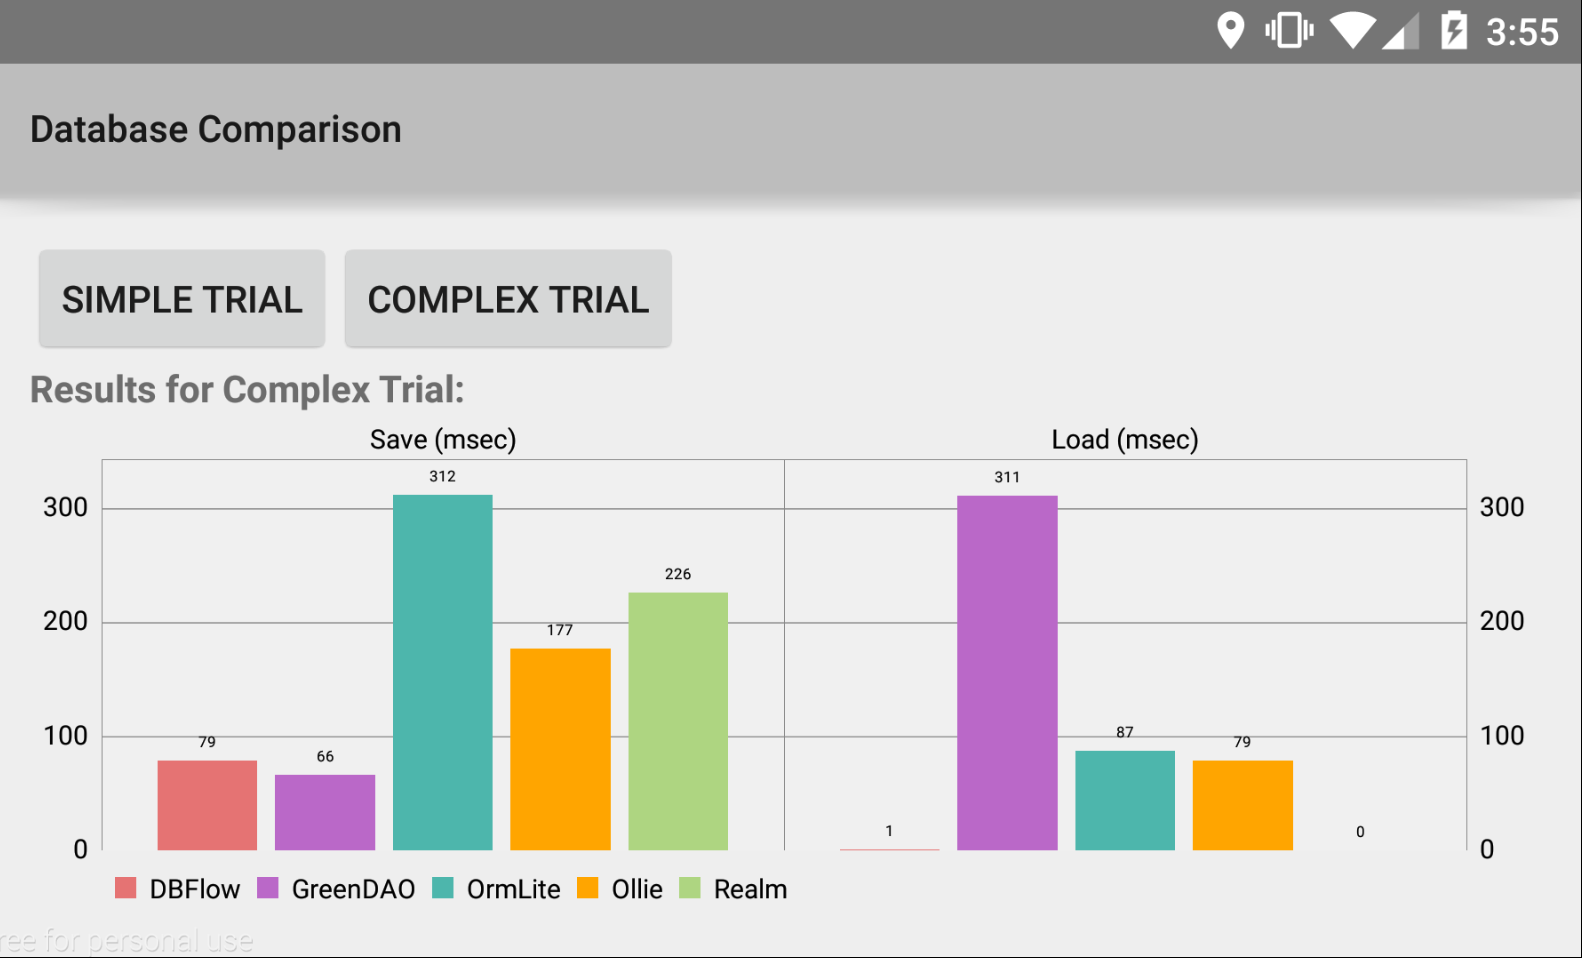 3:55
Database Comparison
SIMPLE TRIAL COMPLEX TRIAL
Results for Complex Trial:
Save (msec) Load (msec)
312 311
300 300
226
200 200
177
100 100
79 66 87 79
1 0
0 0
DBFlow GreenDAO OrmLite Ollie Realm
ree for personal use